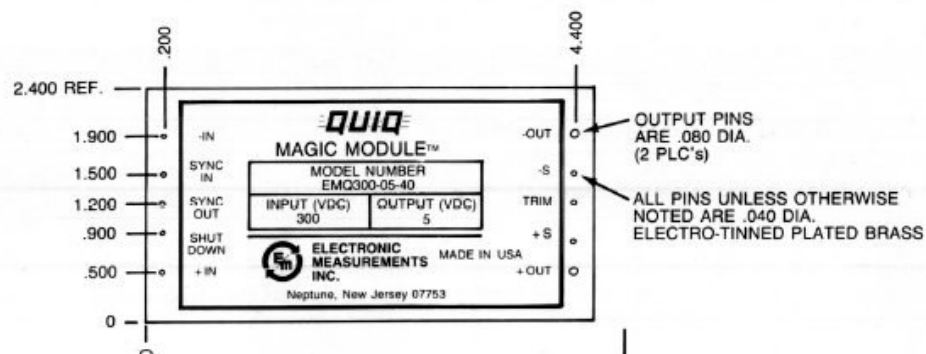 .200
4.400
2.400 REF.
1.900
1.500
1.200
.900
.500
0
0
QUIQ
MAGIC MODULE™
MODEL NUMBER
EMQ300-05-40
INPUT (VDC)
300
OUTPUT (VDC)
5
E/M
ELECTRONIC
MEASUREMENTS
INC.
MADE IN USA
Neptune, New Jersey 07753
-IN
SYNC
IN
SYNC
OUT
SHUT
DOWN
+IN
-OUT
-S
TRIM
+S
+OUT
OUTPUT PINS
ARE .080 DIA.
(2 PLC's)
ALL PINS UNLESS OTHERWISE
NOTED ARE .040 DIA.
ELECTRO-TINNED PLATED BRASS